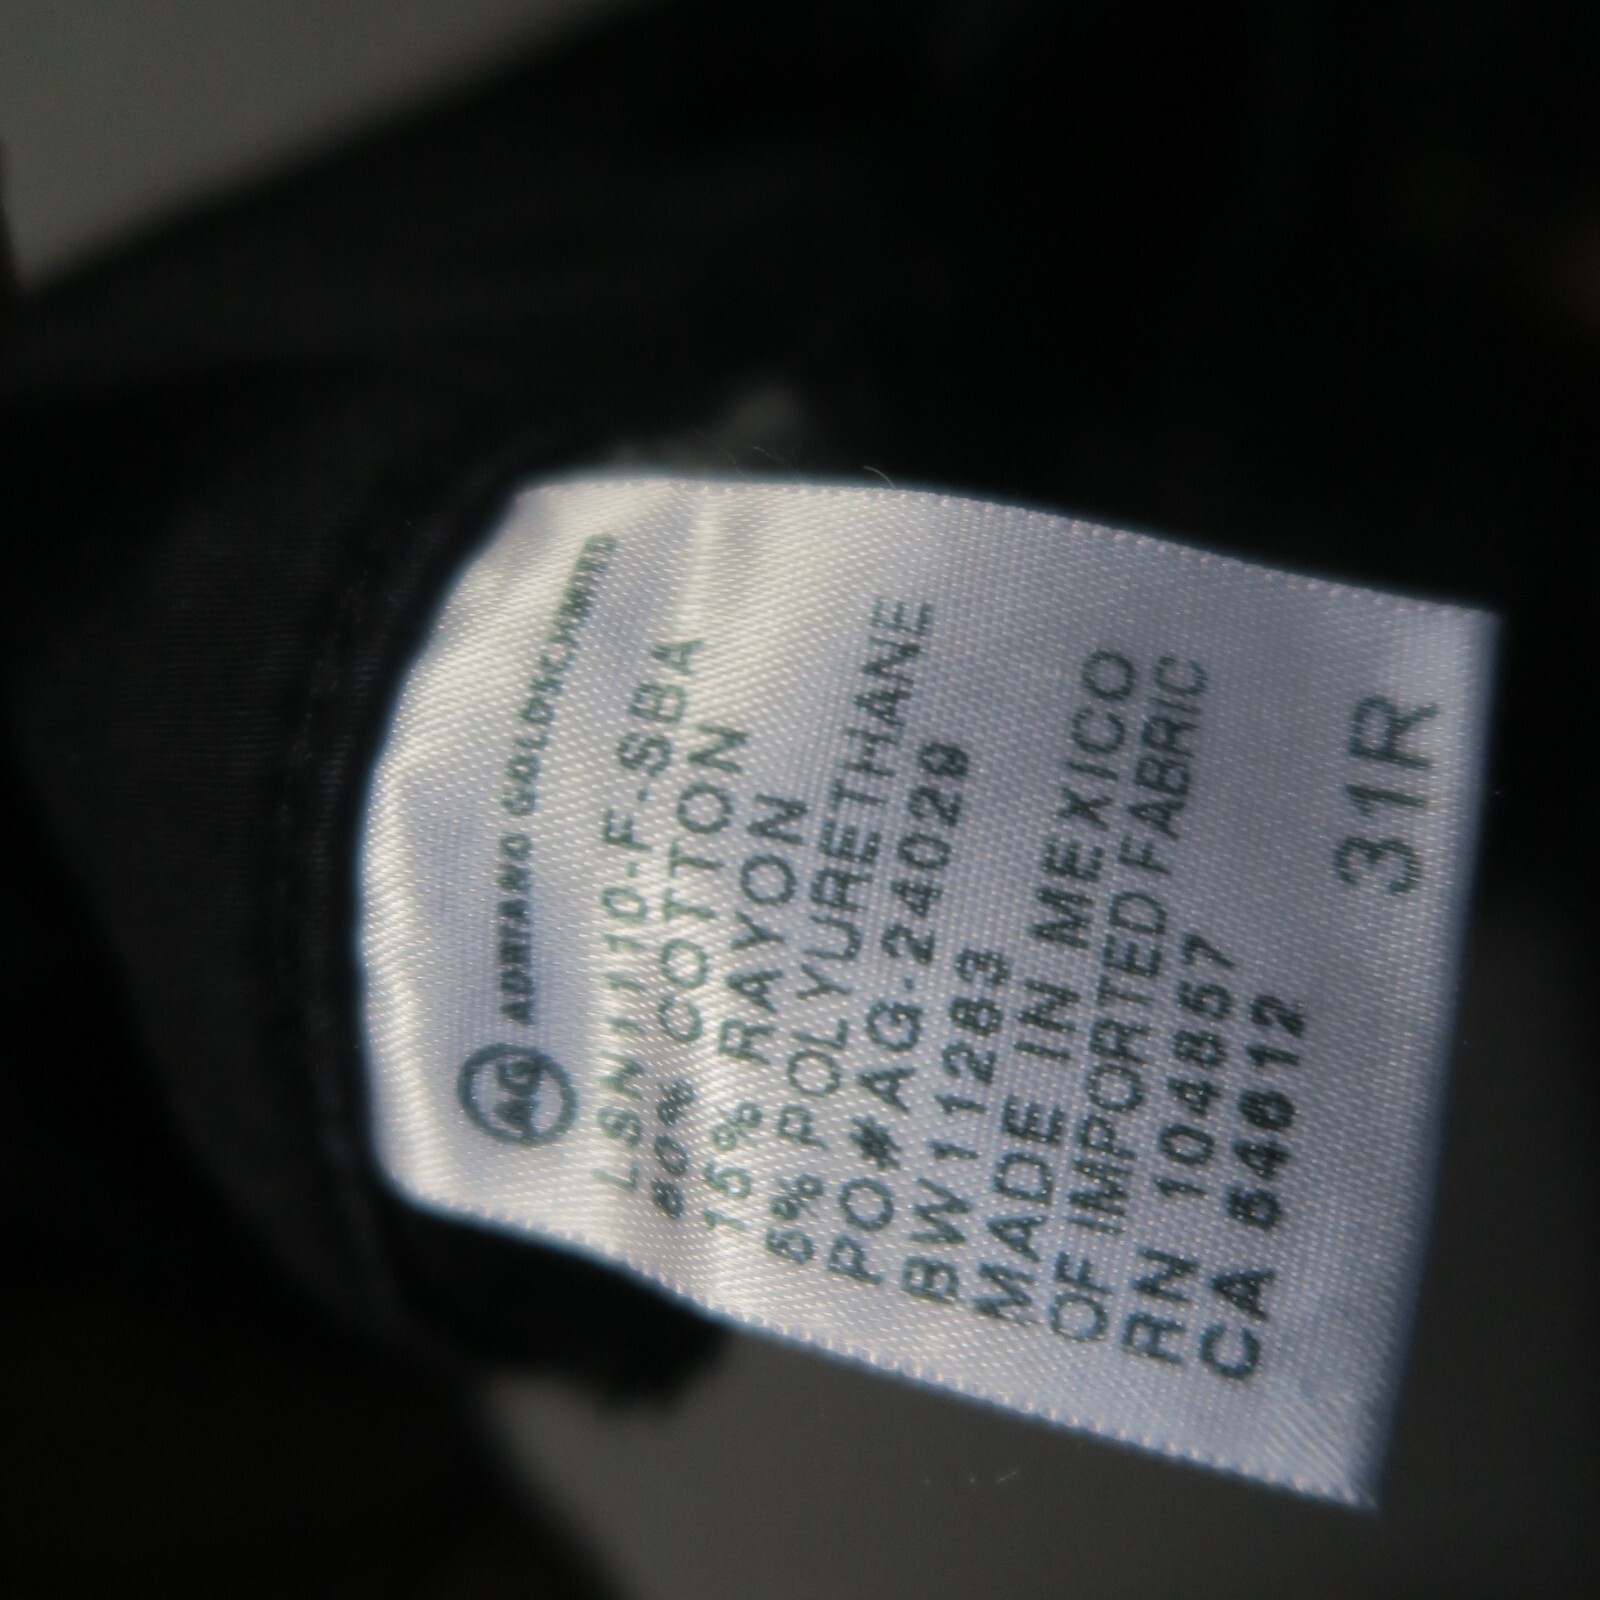 AG ADRIANO GOLDSCHMIED
LSN1110-F-SBA
80% COTTON
15% RAYON
5% POLYURETHANE
PO#AG-24029
BW11283
MADE IN MEXICO
OF IMPORTED FABRIC
RN 104857
CA 54612
31R